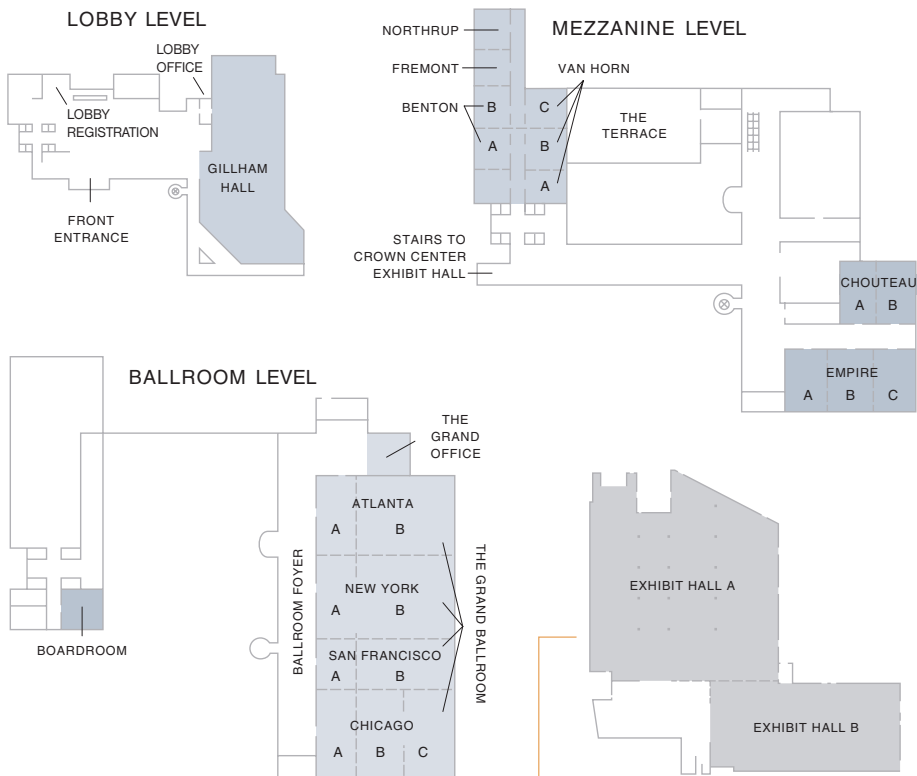 LOBBY LEVEL
LOBBY
OFFICE
LOBBY
REGISTRATION
GILLHAM
HALL
FRONT
ENTRANCE
MEZZANINE LEVEL
NORTHRUP
FREMONT
VAN HORN
BENTON
B
C
A
B
A
THE
TERRACE
STAIRS TO
CROWN CENTER
EXHIBIT HALL
CHOUTEAU
A B
EMPIRE
A B C
BALLROOM LEVEL
THE
GRAND
OFFICE
ATLANTA
A B
NEW YORK
A B
SAN FRANCISCO
A B
CHICAGO
A B C
BALLROOM FOYER
THE GRAND BALLROOM
BOARDROOM
EXHIBIT HALL A
EXHIBIT HALL B